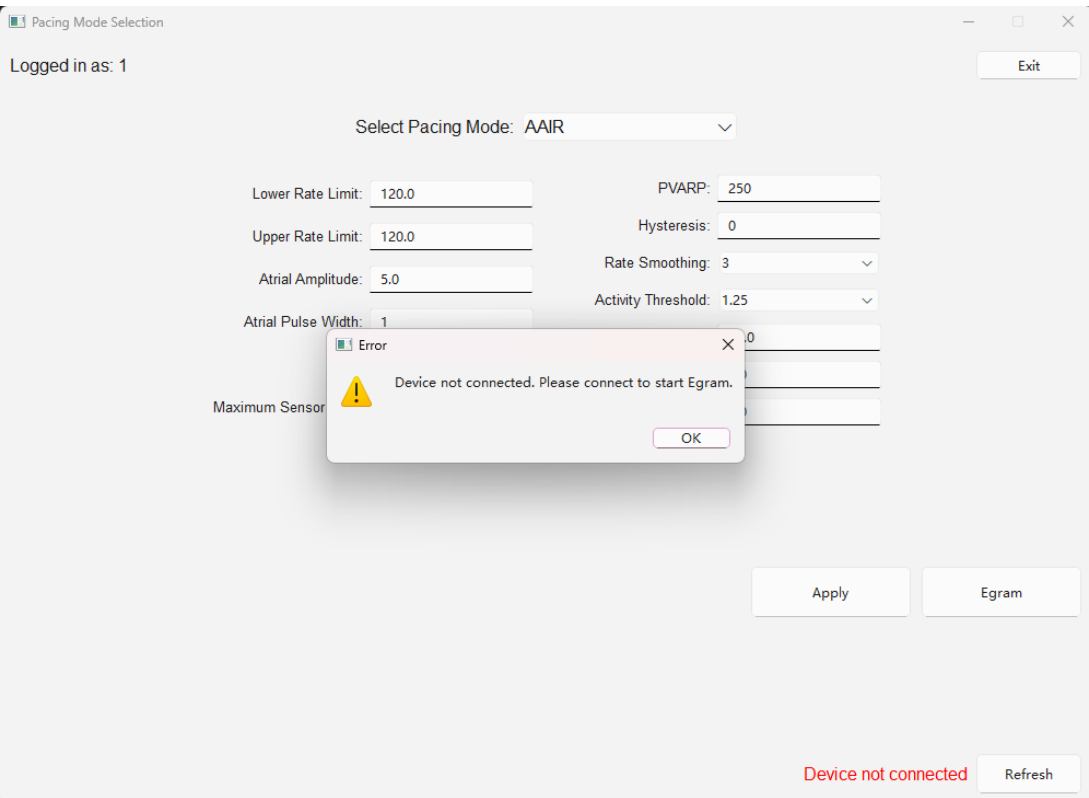 Pacing Mode Selection
Logged in as: 1
Exit
Select Pacing Mode: AAIR
Lower Rate Limit: 120.0
Upper Rate Limit: 120.0
Atrial Amplitude: 5.0
Atrial Pulse Width: 1
Maximum Sensor
PVARP: 250
Hysteresis: 0
Rate Smoothing: 3
Activity Threshold: 1.25
.0
Error
Device not connected. Please connect to start Egram.
OK
Apply
Egram
Device not connected
Refresh